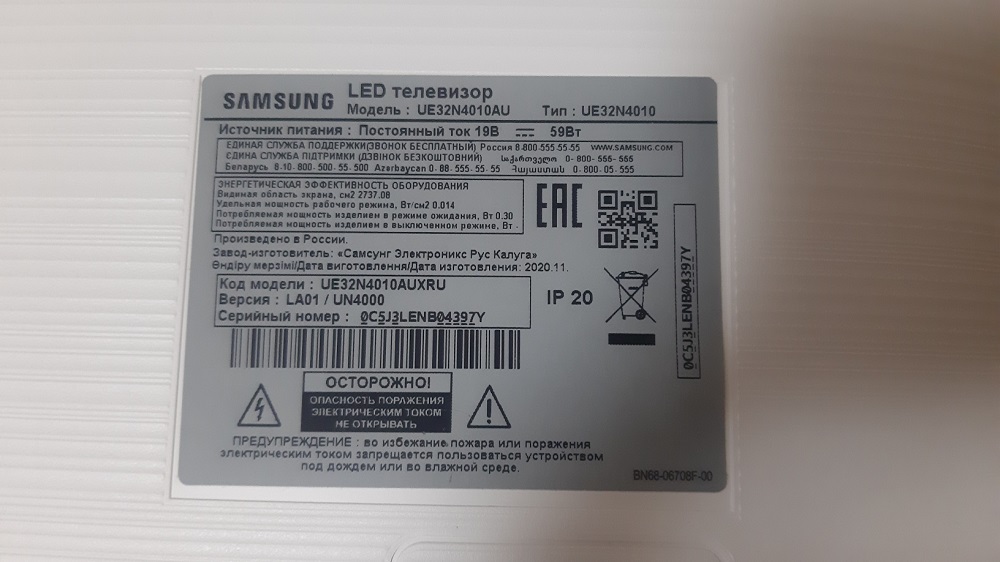 SAMSUNG LED телевизор
Модель : UE32N4010AU Тип : UE32N4010
Источник питания : Постоянный ток 19В 59Вт
ЕДИНАЯ СЛУЖБА ПОДДЕРЖКИ(ЗВОНОК БЕСПЛАТНЫЙ) Россия 8-800-555-55-55 WWW.SAMSUNG.COM
ЄДИНА СЛУЖБА ПІДТРИМКИ (ДЗВІНОК БЕЗКОШТОВНИЙ) საქართველო 0- 800- 555- 555
Беларусь 8-10- 800- 500- 55- 500 Azərbaycan 0- 88- 555- 55- 55 Հայաստան 0- 800- 05- 555
ЭНЕРГЕТИЧЕСКАЯ ЭФФЕКТИВНОСТЬ ОБОРУДОВАНИЯ
Видимая область экрана, см2 2737.08
Удельная мощность рабочего режима, Вт/см2 0.014
Потребляемая мощность изделием в режиме ожидания, Вт 0.30
Потребляемая мощность изделием в выключенном режиме, Вт -
EAC
Произведено в России.
Завод-изготовитель: «Самсунг Электроникс Рус Калуга»
Өндіру мерзімі/Дата виготовлення/Дата изготовления: 2020.11.
Код модели : UE32N4010AUXRU
Версия : LA01 / UN4000
Серийный номер : 0C5J3LENB04397Y
IP 20
0C5J3LENB04397Y
ОСТОРОЖНО!
ОПАСНОСТЬ ПОРАЖЕНИЯ
ЭЛЕКТРИЧЕСКИМ ТОКОМ
НЕ ОТКРЫВАТЬ
ПРЕДУПРЕЖДЕНИЕ : во избежание пожара или поражения
электрическим током запрещается пользоваться устройством
под дождем или во влажной среде.
BN68-06708F-00